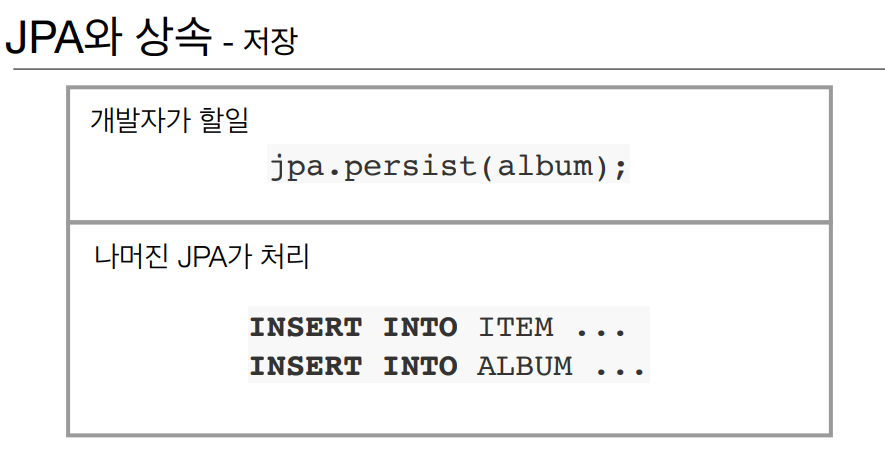 JPA와 상속 - 저장
개발자가 할일
jpa.persist(album);
나머진 JPA가 처리
INSERT INTO ITEM ...
INSERT INTO ALBUM ...